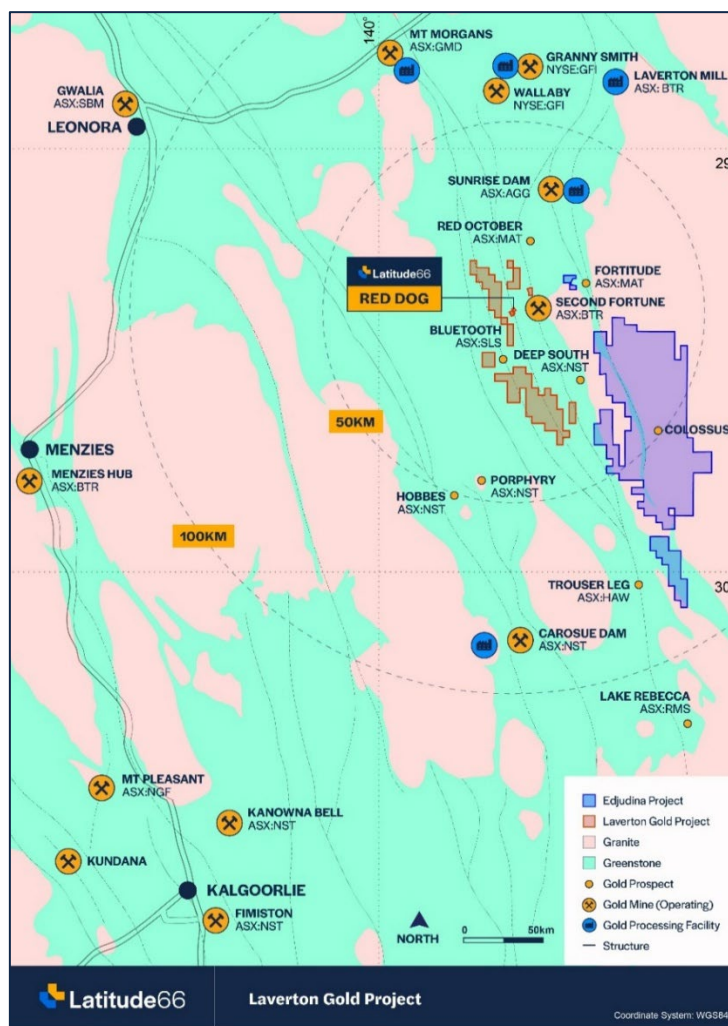 140°
MT MORGANS
ASX:GMD
GRANNY SMITH
NYSE:GFI
LAVERTON MILL
ASX: BTR
WALLABY
NYSE:GFI
GWALIA
ASX:SBM
LEONORA
29
SUNRISE DAM
ASX:AGG
RED OCTOBER
ASX:MAT
Latitude66
RED DOG
FORTITUDE
ASX:MAT
SECOND FORTUNE
ASX:BTR
BLUETOOTH
ASX:SLS
DEEP SOUTH
ASX:NST
50KM
COLOSSUS
MENZIES
MENZIES HUB
ASX:BTR
PORPHYRY
ASX:NST
HOBBES
ASX:NST
100KM
30
TROUSER LEG
ASX:HAW
CAROSUE DAM
ASX:NST
LAKE REBECCA
ASX:RMS
MT PLEASANT
ASX:NGF
KANOWNA BELL
ASX:NST
KUNDANA
KALGOORLIE
FIMISTON
ASX:NST
NORTH
0 50km
Edjudina Project
Laverton Gold Project
Granite
Greenstone
Gold Prospect
Gold Mine (Operating)
Gold Processing Facility
Structure
Latitude66
Laverton Gold Project
Coordinate System: WGS84